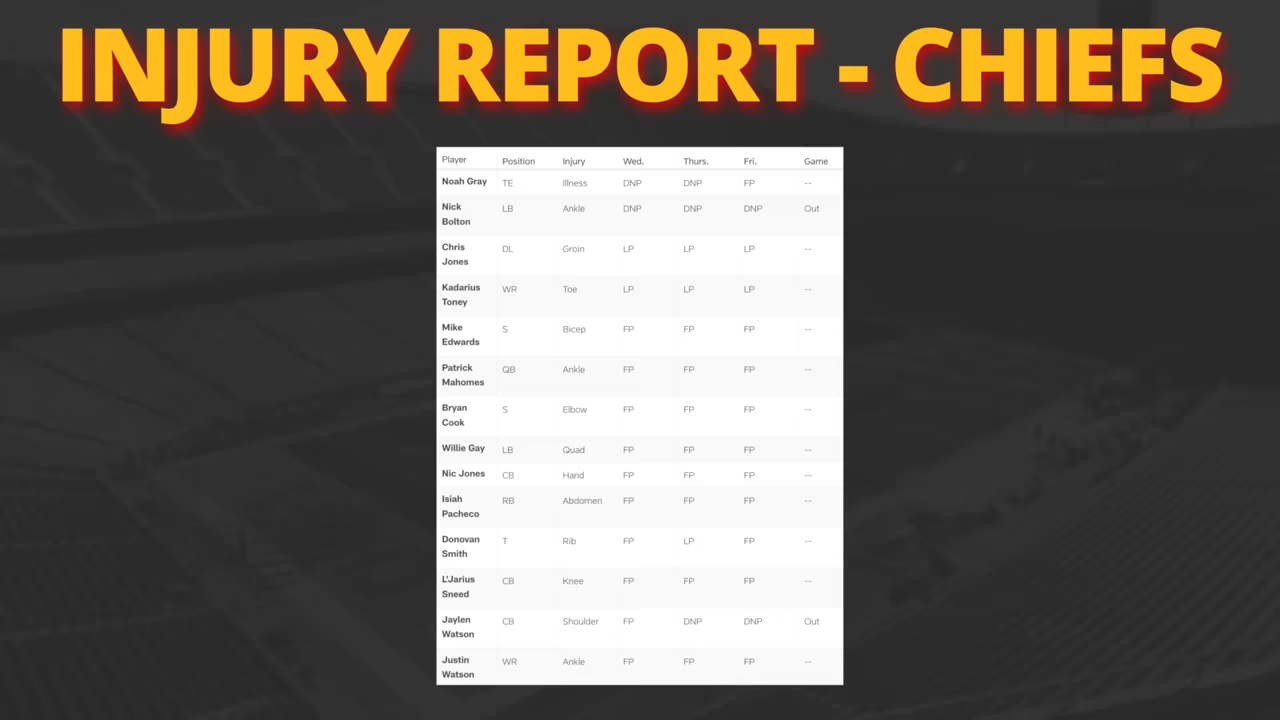 INJURY REPORT - CHIEFS
Player Position Injury Wed. Thurs. Fri. Game
Noah Gray TE Illness DNP DNP FP --
Nick Bolton LB Ankle DNP DNP DNP Out
Chris Jones DL Groin LP LP LP --
Kadarius Toney WR Toe LP LP LP --
Mike Edwards S Bicep FP FP FP --
Patrick Mahomes QB Ankle FP FP FP --
Bryan Cook S Elbow FP FP FP --
Willie Gay LB Quad FP FP FP --
Nic Jones CB Hand FP FP FP --
Isiah Pacheco RB Abdomen FP FP FP --
Donovan Smith T Rib FP LP FP --
L'Jarius Sneed CB Knee FP FP FP --
Jaylen Watson CB Shoulder FP DNP DNP Out
Justin Watson WR Ankle FP FP FP --